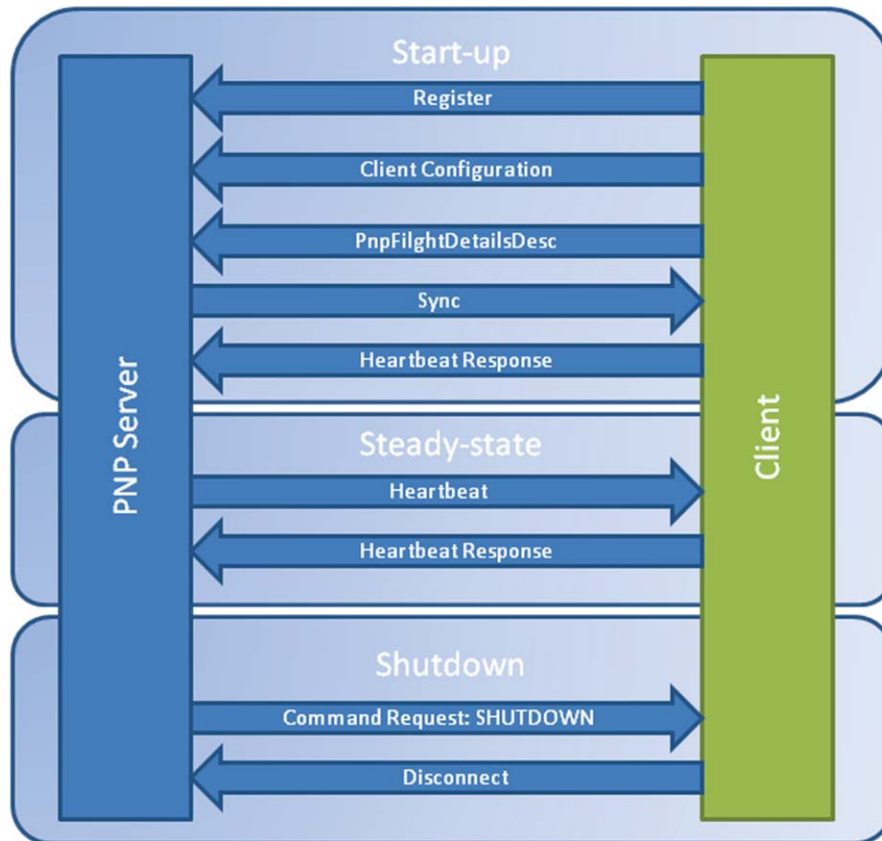 Start-up
Register
Client Configuration
PnpFilghtDetailsDesc
Sync
Heartbeat Response
PNP Server
Client
Steady-state
Heartbeat
Heartbeat Response
Shutdown
Command Request: SHUTDOWN
Disconnect